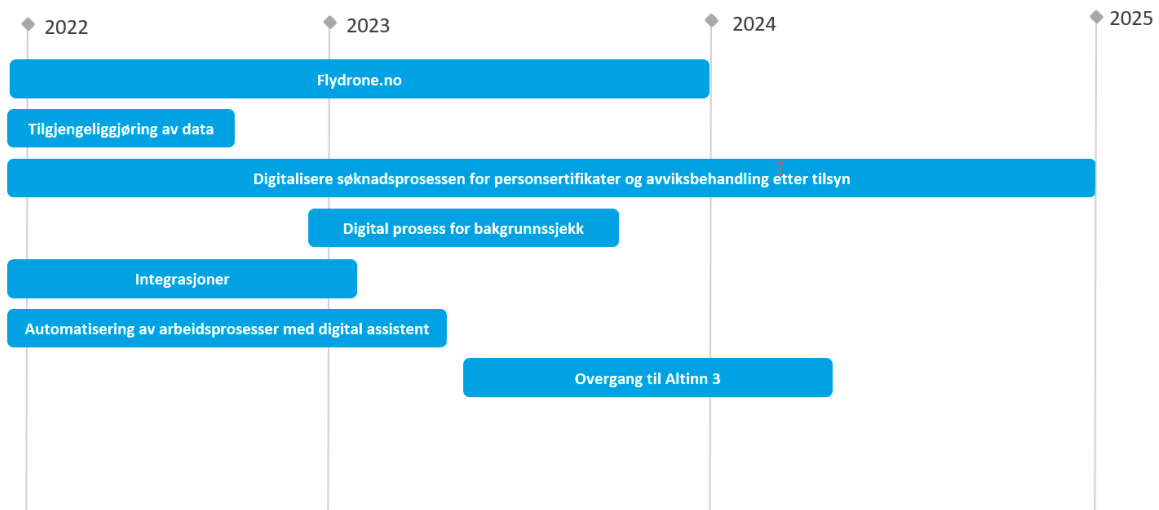 2022
2023
2024
2025
Flydrone.no
Tilgjengeliggjøring av data
Digitalisere søknadsprosessen for personsertifikater og avviksbehandling etter tilsyn
Digital prosess for bakgrunnssjekk
Integrasjoner
Automatisering av arbeidsprosesser med digital assistent
Overgang til Altinn 3